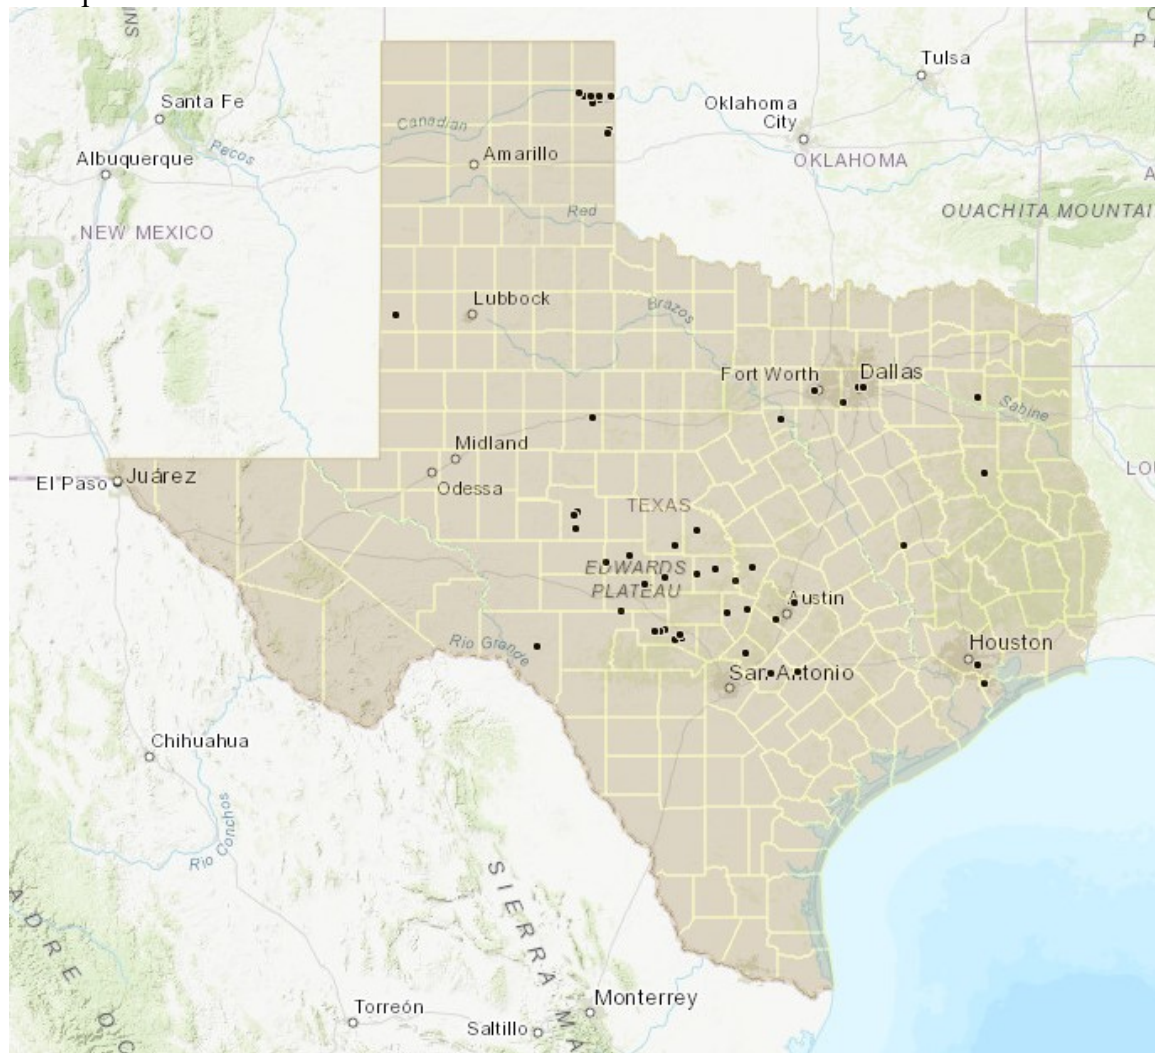 Tulsa
Santa Fe
Oklahoma
City
Canadian
Pecos
Albuquerque
Amarillo
OKLAHOMA
Red
OUACHITA MOUNTAI
NEW MEXICO
Lubbock
Brazos
Fort Worth
Dallas
Sabine
Midland
El Paso
Juárez
Odessa
TEXAS
EDWARDS
PLATEAU
Austin
Rio Grande
Houston
San Antonio
Chihuahua
Rio Conchos
SIERRA
MA
ADRE
Torreón
Monterrey
Saltillo